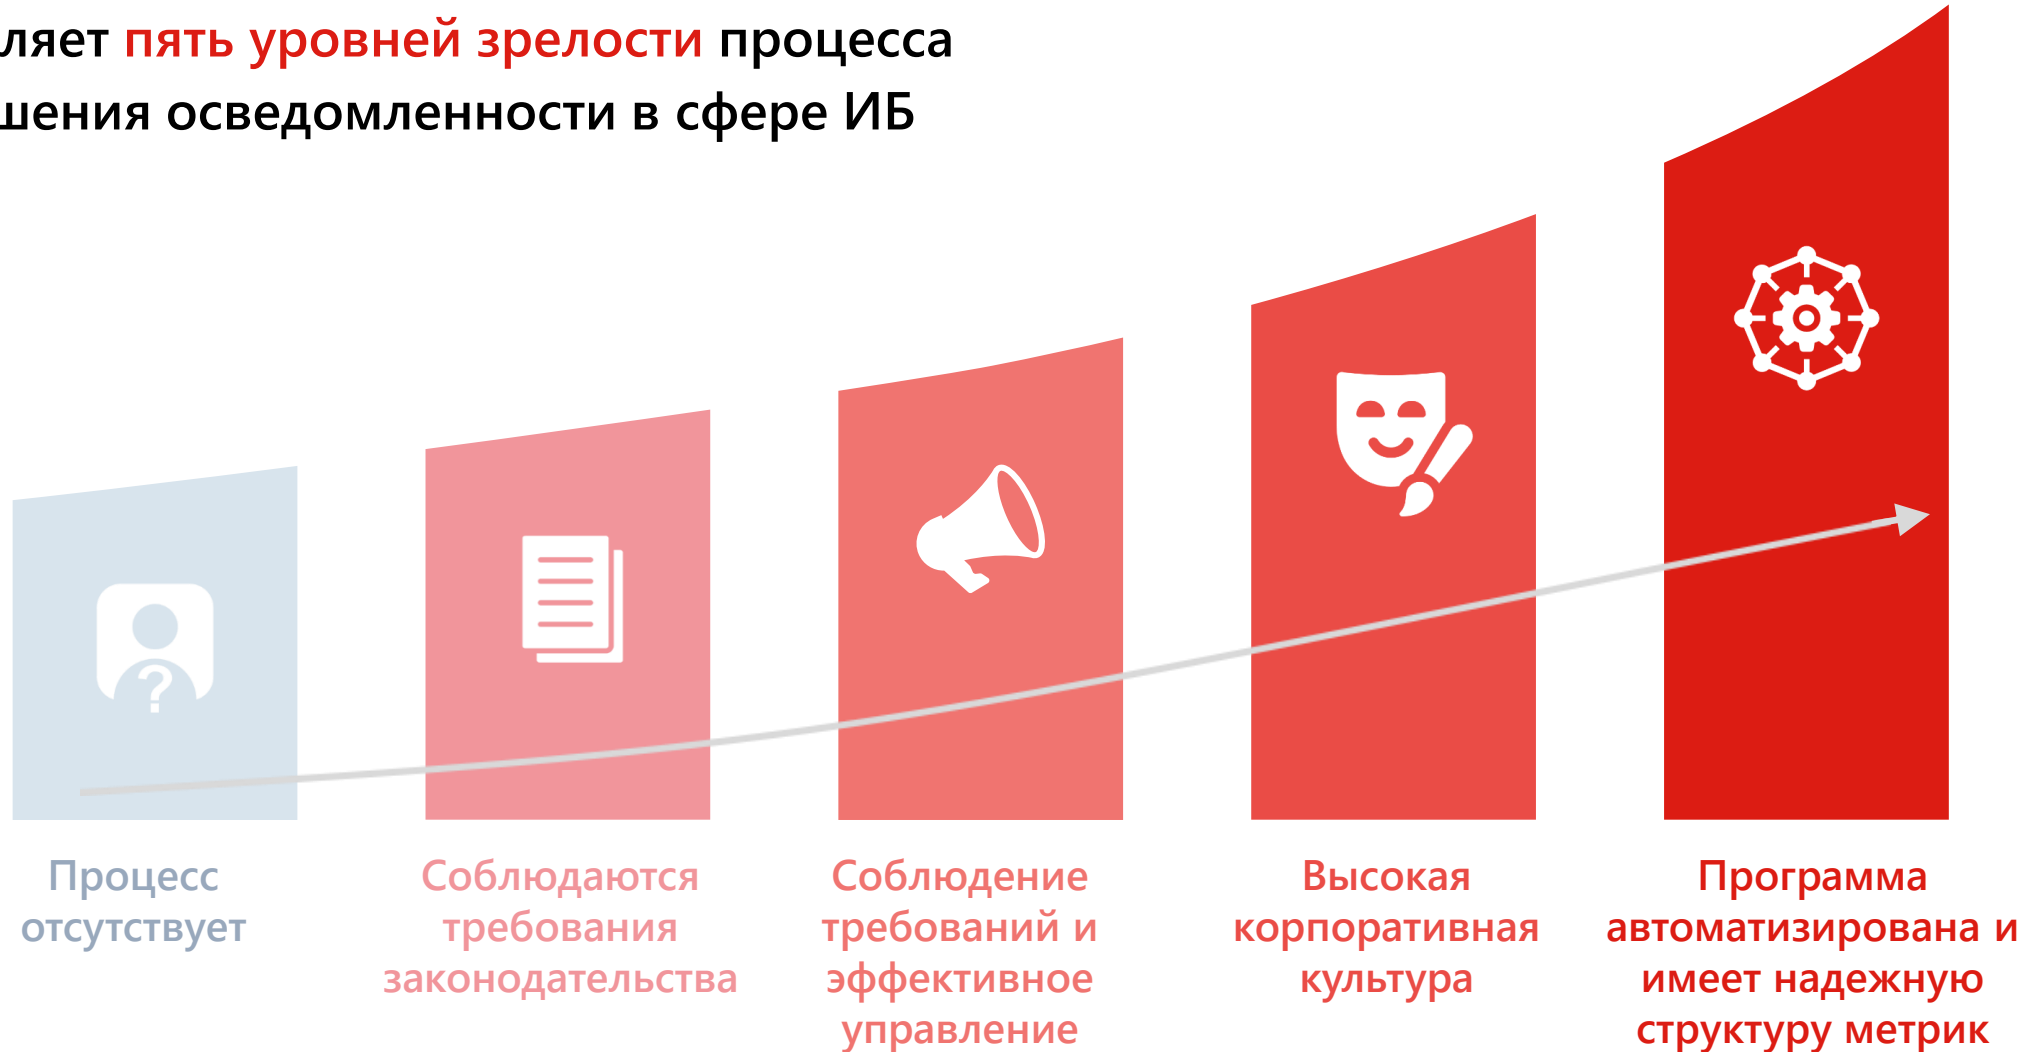 ляет пять уровней зрелости процесса
шения осведомленности в сфере ИБ
?
Процесс
отсутствует
Соблюдаются
требования
законодательства
Соблюдение
требований и
эффективное
управление
Высокая
корпоративная
культура
Программа
автоматизирована и
имеет надежную
структуру метрик